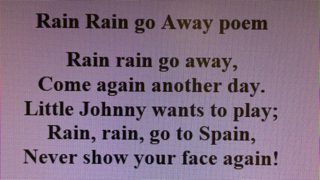 Rain Rain go Away poem
Rain rain go away,
Come again another day.
Little Johnny wants to play;
Rain, rain, go to Spain,
Never show your face again!